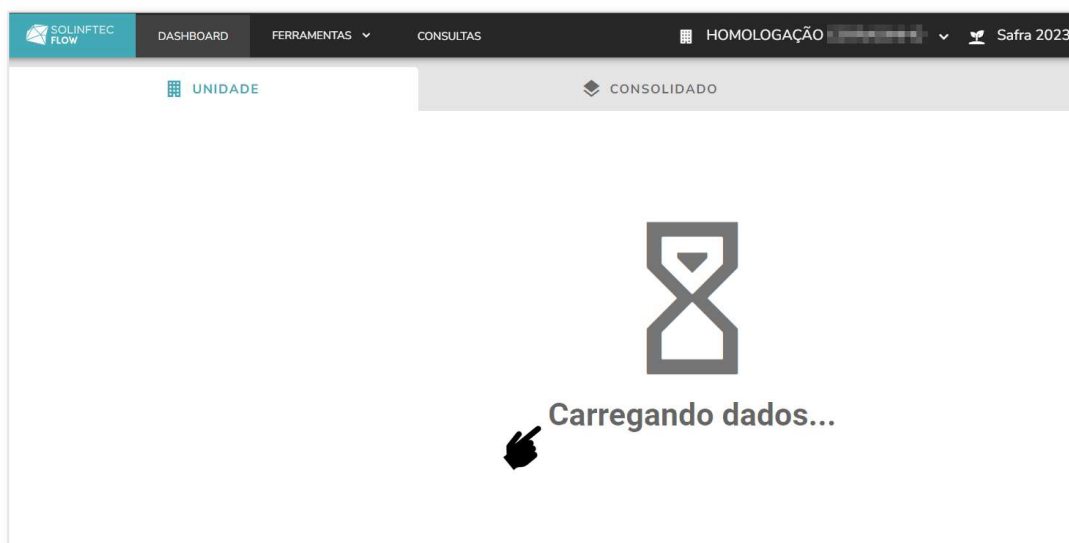 SOLINFTEC
FLOW
DASHBOARD
FERRAMENTAS
CONSULTAS
HOMOLOGAÇÃO
Safra 2023
UNIDADE
CONSOLIDADO
Carregando dados...